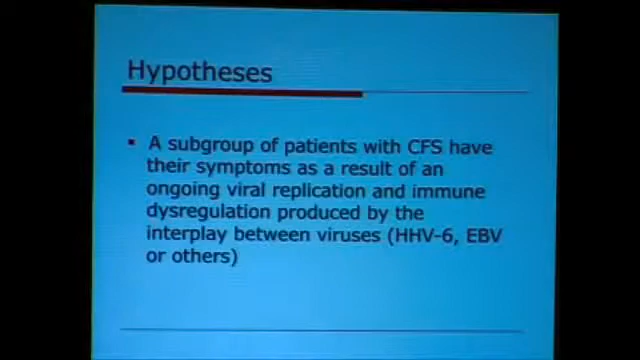 Hypotheses
A subgroup of patients with CFS have
their symptoms as a result of an
ongoing viral replication and immune
dysregulation produced by the
interplay between viruses (HHV-6, EBV
or others)